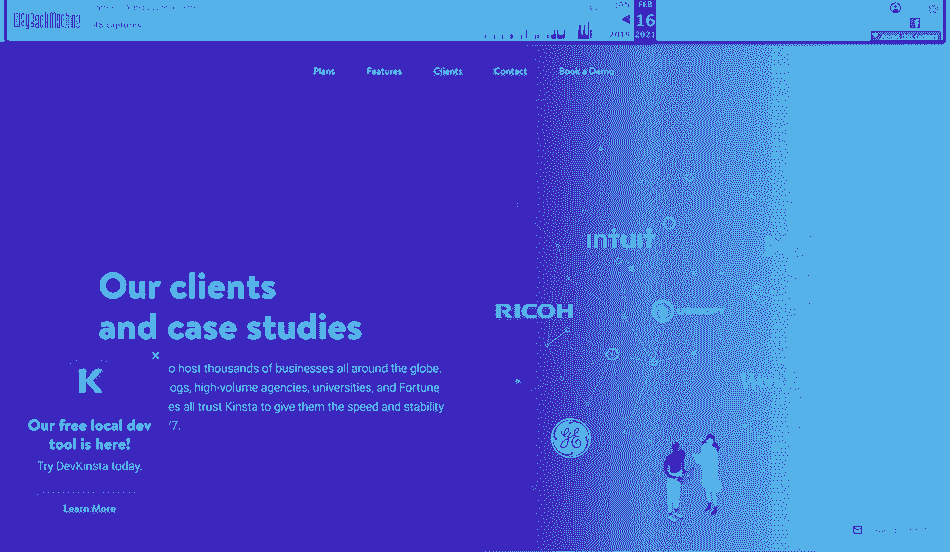 WayBackMachine
48 captures
JAN
FEB
16
2019
2021
Plans
Features
Clients
Contact
Book a Demo
intuit
Our clients
and case studies
RICOH
K
o host thousands of businesses all around the globe.
ogs, high-volume agencies, universities, and Fortune
es all trust Kinsta to give them the speed and stability
/7.
Our free local dev
tool is here!
Try DevKinsta today.
Learn More
GE